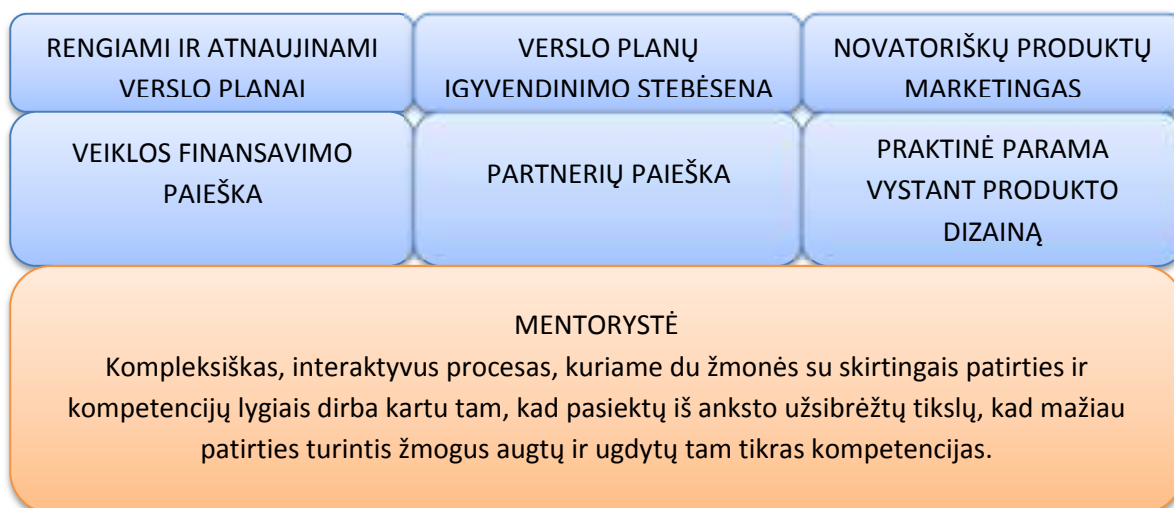 RENGIAMI IR ATNAUJINAMI
VERSLO PLANAI
VERSLO PLANŲ
IGYVENDINIMO STEBĖSENA
NOVATORIŠKŲ PRODUKTŲ
MARKETINGAS
VEIKLOS FINANSAVIMO
PAIEŠKA
PARTNERIŲ PAIEŠKA
PRAKTINĖ PARAMA
VYSTANT PRODUKTO
DIZAINĄ
MENTORYSTĖ
Kompleksiškas, interaktyvus procesas, kuriame du žmonės su skirtingais patirties ir
kompetencijų lygiais dirba kartu tam, kad pasiektų iš anksto užsibrėžtų tikslų, kad mažiau
patirties turintis žmogus augtų ir ugdytų tam tikras kompetencijas.